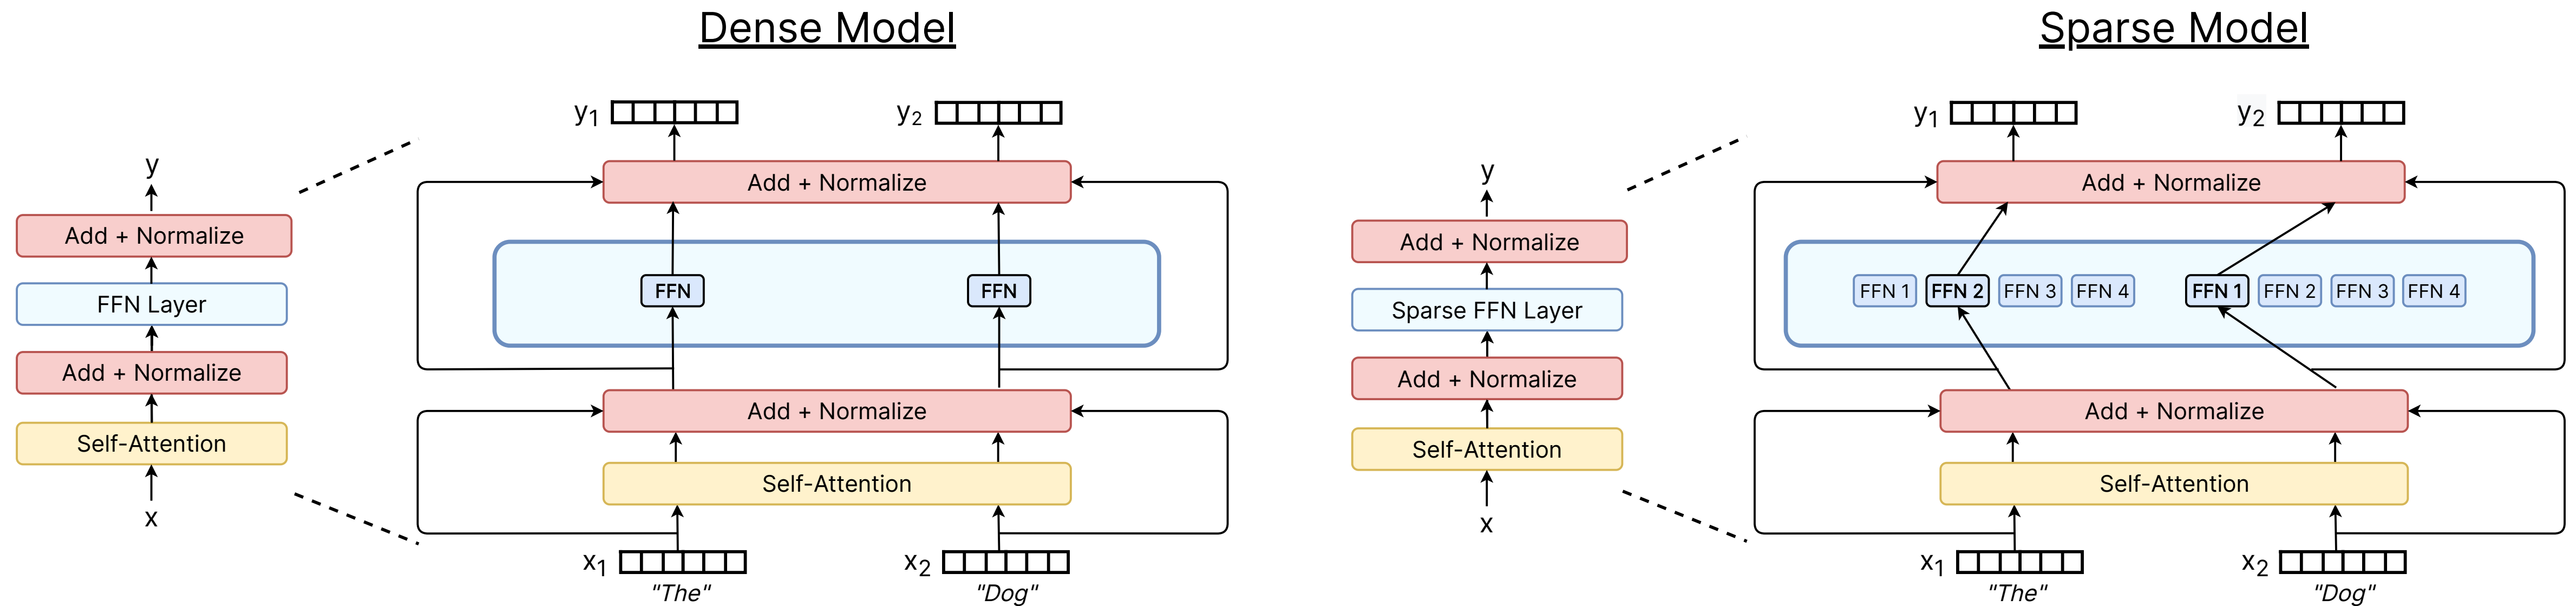 Dense Model
y
Add + Normalize
FFN Layer
Add + Normalize
Self-Attention
x
y1 y2
Add + Normalize
FFN FFN
Add + Normalize
Self-Attention
x1 x2
"The" "Dog"
Sparse Model
y
Add + Normalize
Sparse FFN Layer
Add + Normalize
Self-Attention
x
y1 y2
Add + Normalize
FFN 1 FFN 2 FFN 3 FFN 4 FFN 1 FFN 2 FFN 3 FFN 4
Add + Normalize
Self-Attention
x1 x2
"The" "Dog"